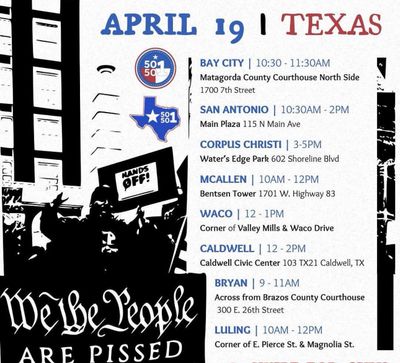 APRIL 19 | TEXAS
50
501
BAY CITY | 10:30 - 11:30AM
Matagorda County Courthouse North Side
1700 7th Street
50
501
SAN ANTONIO | 10:30AM - 2PM
Main Plaza 115 N Main Ave
CORPUS CHRISTI | 3-5PM
Water's Edge Park 602 Shoreline Blvd
HANDS
OFF!
MCALLEN | 10AM - 12PM
Bentsen Tower 1701 W. Highway 83
WACO | 12 - 1PM
Corner of Valley Mills & Waco Drive
CALDWELL | 12 - 2PM
Caldwell Civic Center 103 TX21 Caldwell, TX
BRYAN | 9 - 11AM
Across from Brazos County Courthouse
300 E. 26th Street
LULING | 10AM - 12PM
Corner of E. Pierce St. & Magnolia St.
We the People
ARE PISSED